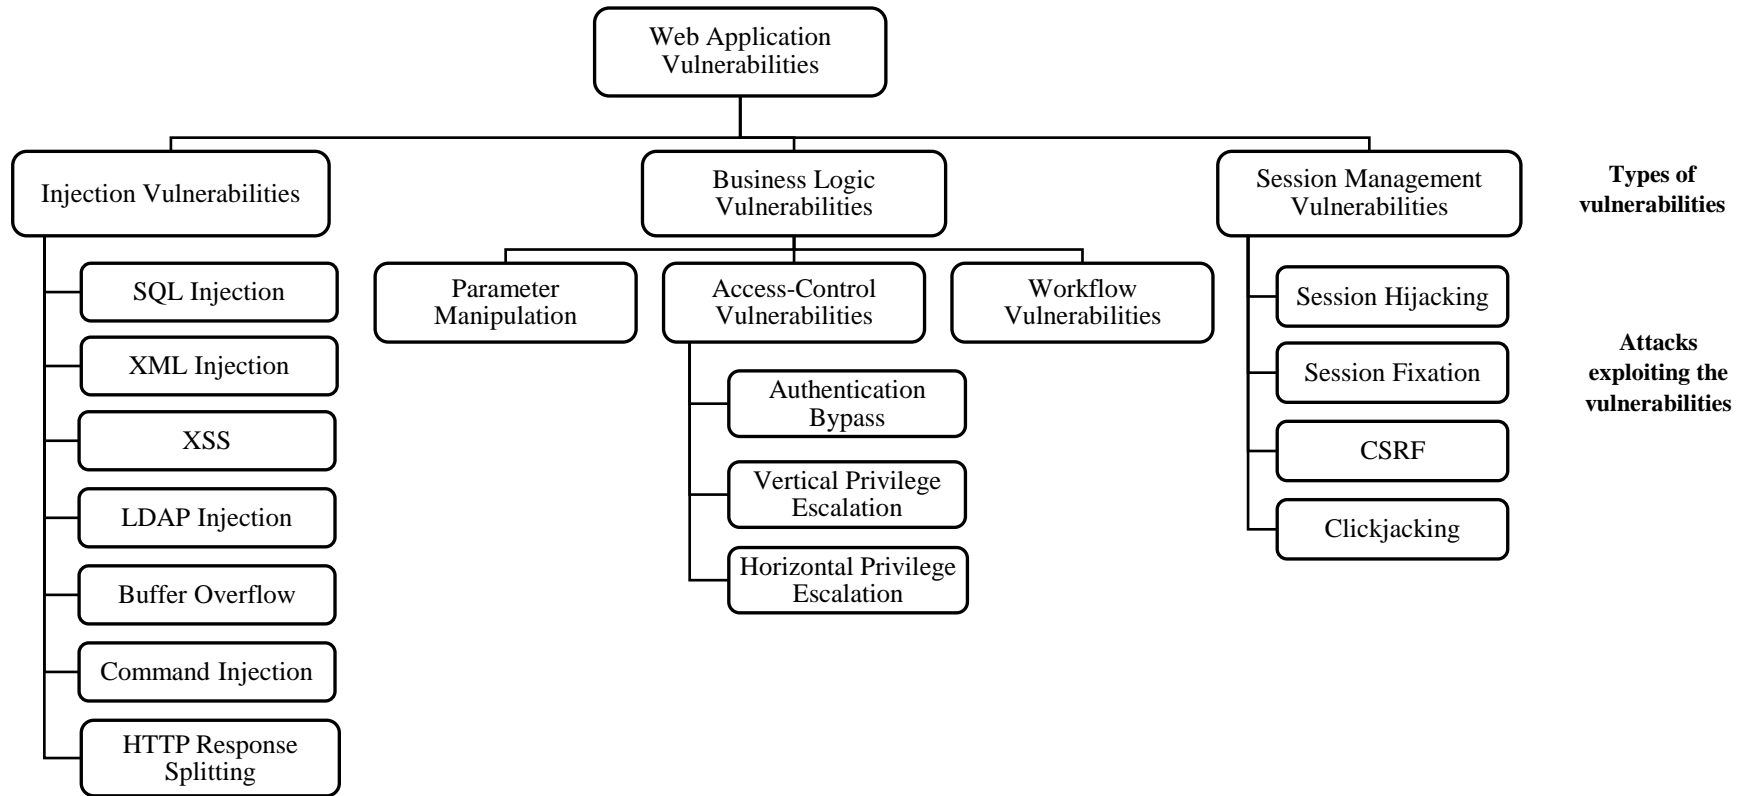 Web Application
Vulnerabilities
Injection Vulnerabilities
Business Logic
Vulnerabilities
Session Management
Vulnerabilities
Types of
vulnerabilities
SQL Injection
XML Injection
XSS
LDAP Injection
Buffer Overflow
Command Injection
HTTP Response
Splitting
Parameter
Manipulation
Access-Control
Vulnerabilities
Workflow
Vulnerabilities
Authentication
Bypass
Vertical Privilege
Escalation
Horizontal Privilege
Escalation
Session Hijacking
Session Fixation
CSRF
Clickjacking
Attacks
exploiting the
vulnerabilities